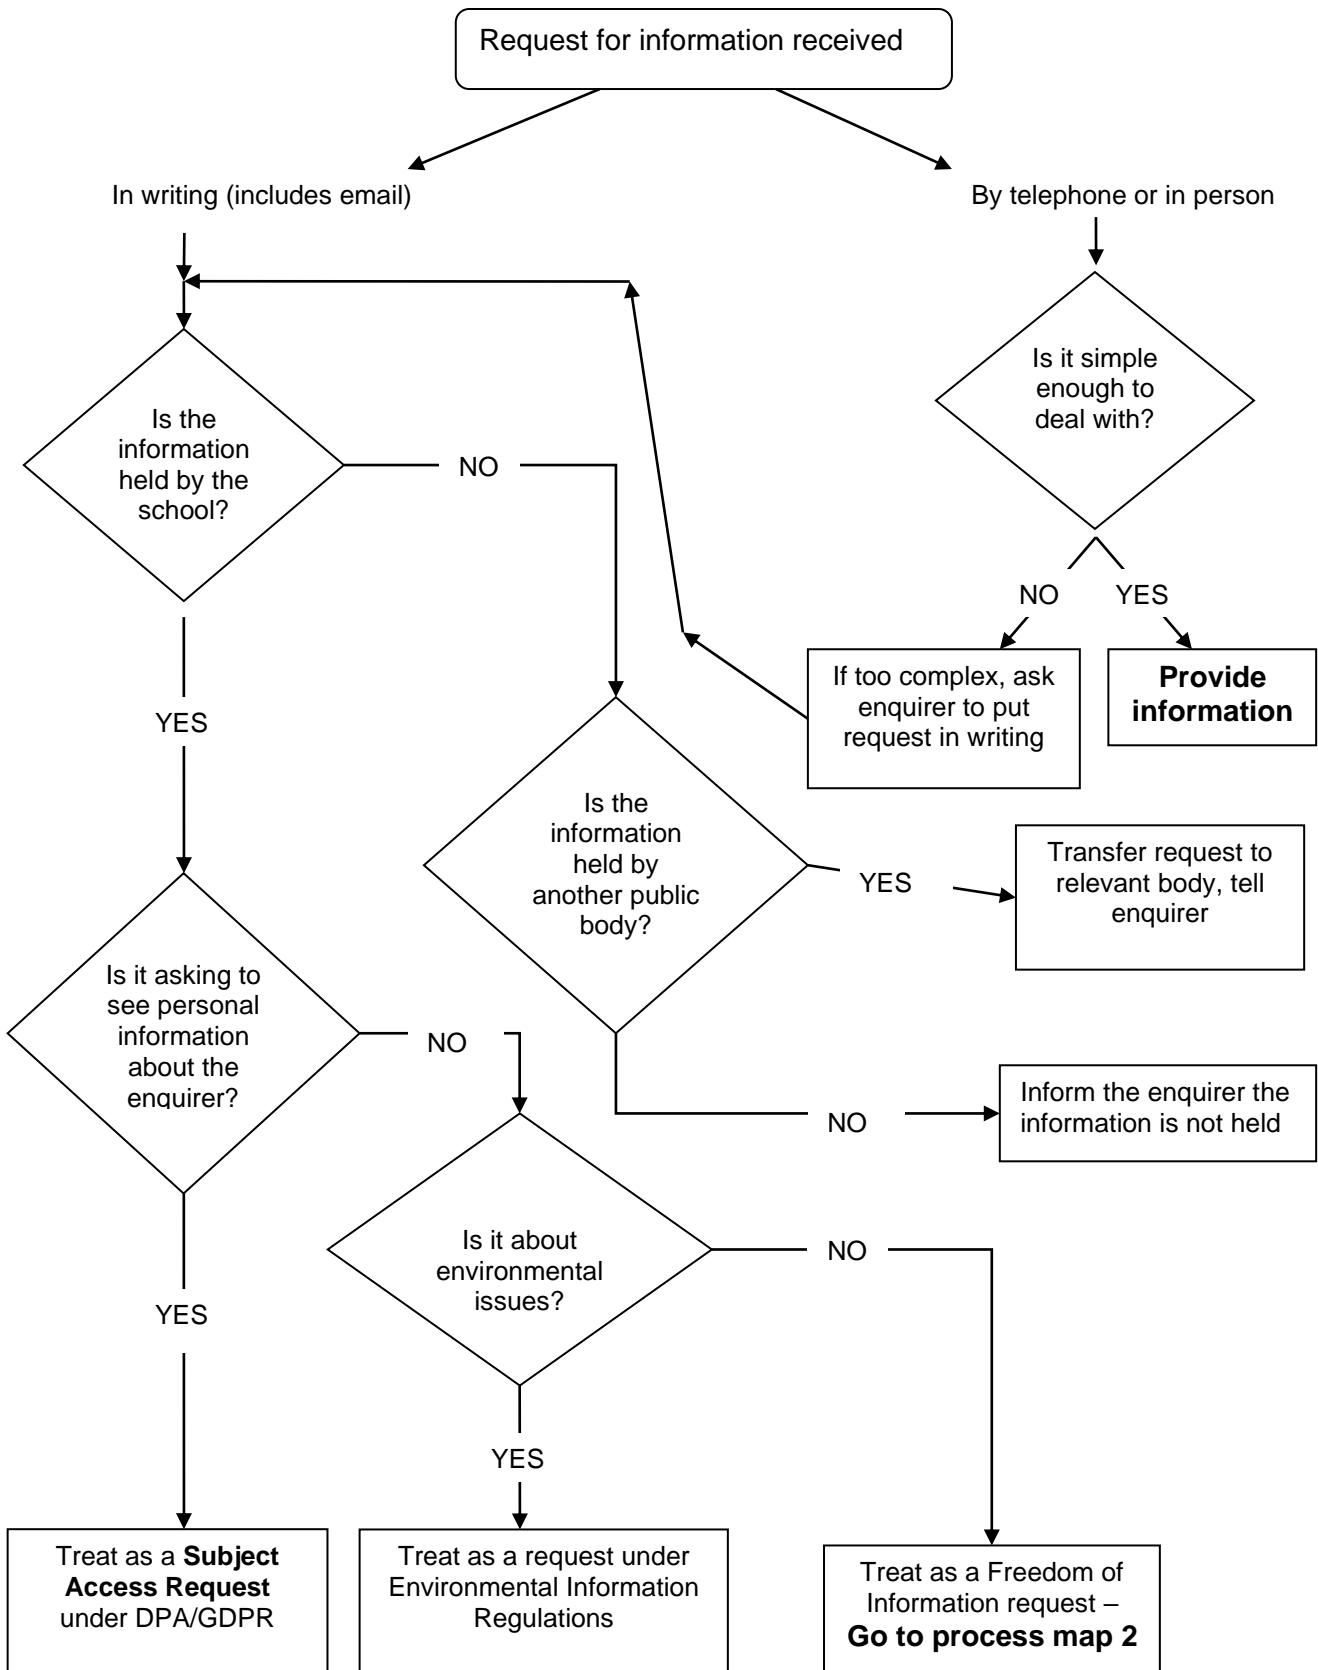 Request for information received
In writing (includes email)
By telephone or in person
Is it simple
enough to
deal with?
Is the
information
held by the
school?
NO
NO
YES
If too complex, ask
enquirer to put
request in writing
Provide
information
YES
Is the
information
held by
another public
body?
YES
Transfer request to
relevant body, tell
enquirer
Is it asking to
see personal
information
about the
enquirer?
NO
NO
Inform the enquirer the
information is not held
Is it about
environmental
issues?
NO
YES
YES
Treat as a Subject
Access Request
under DPA/GDPR
Treat as a request under
Environmental Information
Regulations
Treat as a Freedom of
Information request –
Go to process map 2